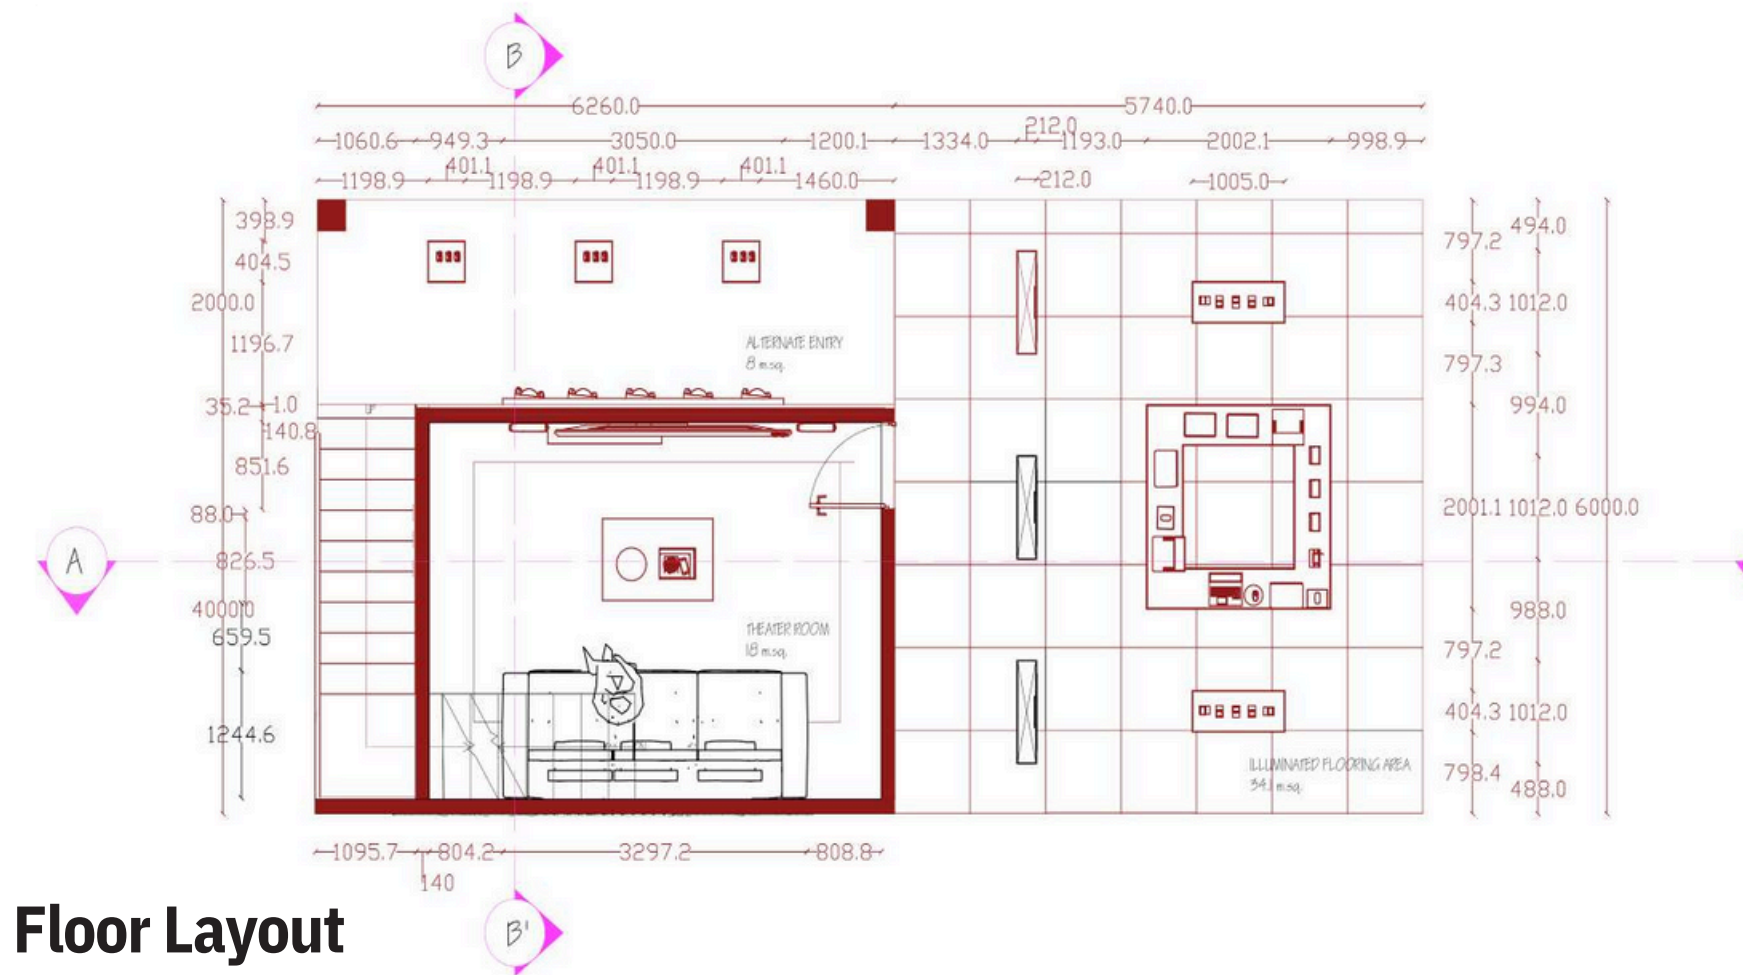 B
6260.0 5740.0
212.0
1060.6 949.3 3050.0 1200.1 1334.0 1193.0 2002.1 998.9
401.1 401.1 401.1
1198.9 1198.9 1198.9 1460.0 212.0 1005.0
398.9
494.0
797.2
404.5
2000.0
404.3 1012.0
1196.7
ALTERNATE ENTRY
8 m.sq.
797.3
35.2 1.0
UP
994.0
140.8
851.6
88.0
2001.1 1012.0 6000.0
A
826.5
4000.0
988.0
659.5
THEATER ROOM
18 m.sq.
797.2
404.3 1012.0
1244.6
ILLUMINATED FLOORING AREA
34.1 m.sq.
798.4
488.0
1095.7 804.2 3297.2 808.8
140
Floor Layout
B'